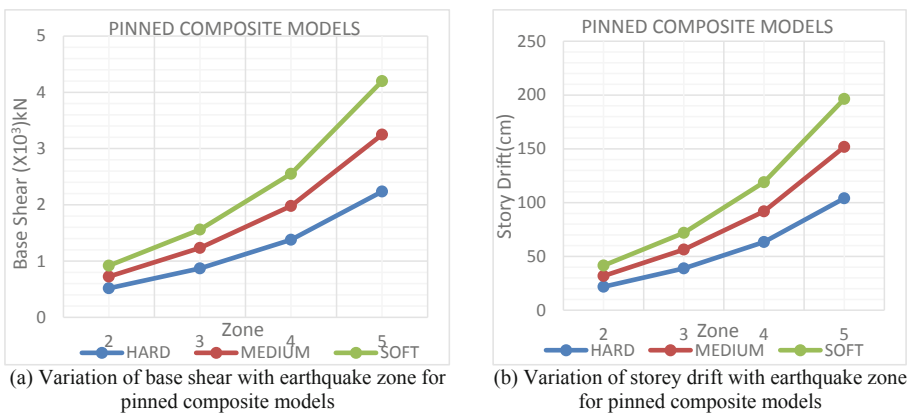 PINNED COMPOSITE MODELS
5
4
3
2
1
0
Base Shear (X10³)kN
2 3 4 5
Zone
HARD MEDIUM SOFT
(a) Variation of base shear with earthquake zone for
pinned composite models
PINNED COMPOSITE MODELS
250
200
150
100
50
0
Story Drift(cm)
2 3 4 5
Zone
HARD MEDIUM SOFT
(b) Variation of storey drift with earthquake zone
for pinned composite models